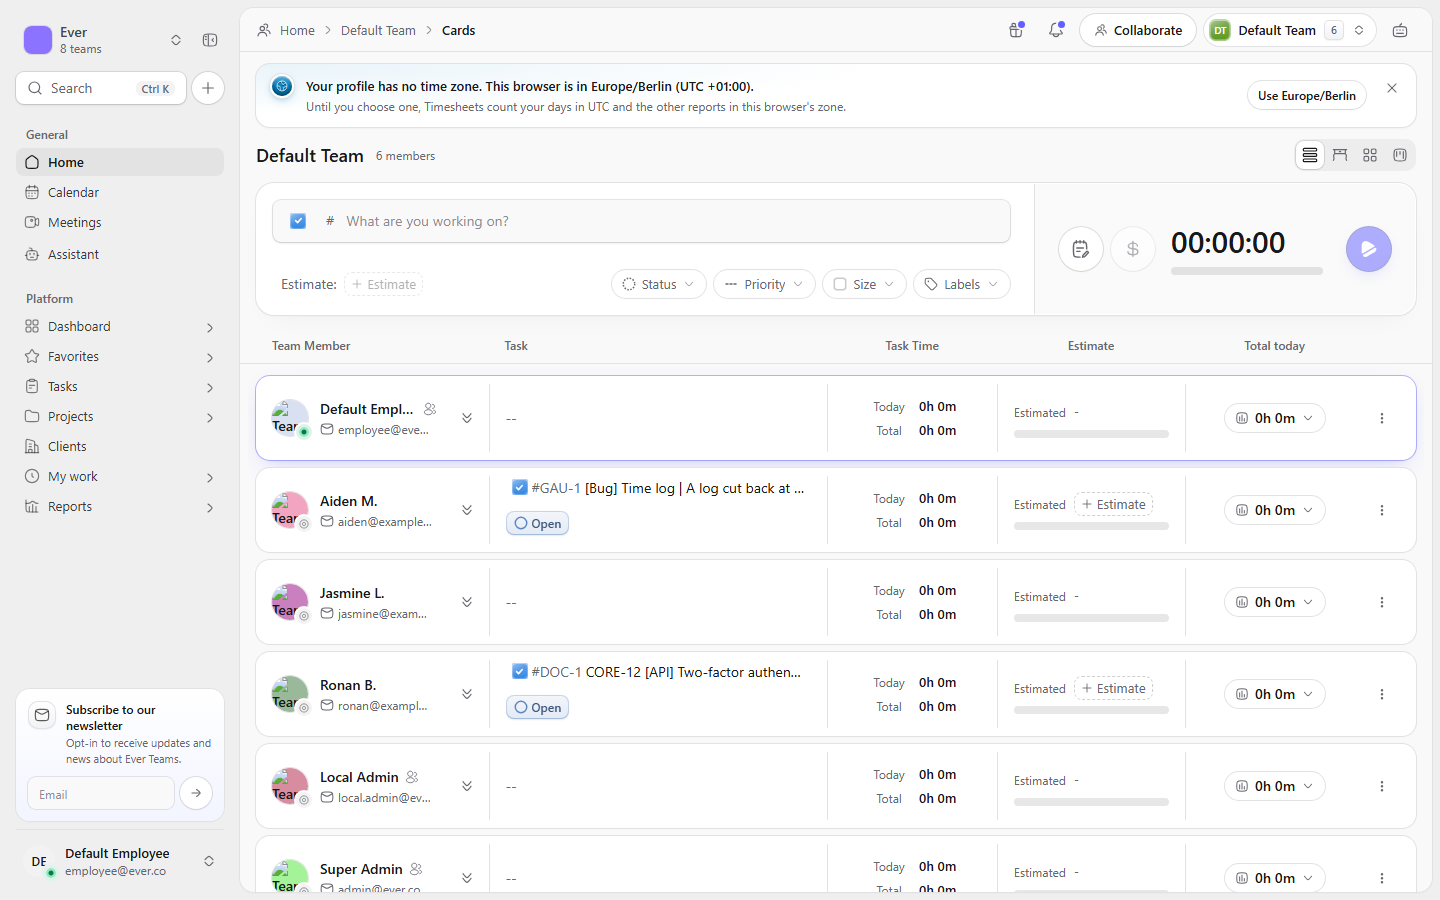 Ever
8 teams
Search
Ctrl K
General
Home
Calendar
Meetings
Assistant
Platform
Dashboard
Favorites
Tasks
Projects
Clients
My work
Reports
Subscribe to our
newsletter
Opt-in to receive updates and
news about Ever Teams.
Email
DE
Default Employee
employee@ever.co
Home
Default Team
Cards
Collaborate
DT
Default Team
6
Your profile has no time zone. This browser is in Europe/Berlin (UTC +01:00).
Until you choose one, Timesheets count your days in UTC and the other reports in this browser's zone.
Use Europe/Berlin
Default Team
6 members
# What are you working on?
Estimate:
+ Estimate
Status
Priority
Size
Labels
$
00:00:00
Team Member
Task
Task Time
Estimate
Total today
Default Empl...
employee@eve...
--
Today 0h 0m
Total 0h 0m
Estimated -
0h 0m
Aiden M.
aiden@example...
#GAU-1 [Bug] Time log | A log cut back at ...
Open
Today 0h 0m
Total 0h 0m
Estimated + Estimate
0h 0m
Jasmine L.
jasmine@exam...
--
Today 0h 0m
Total 0h 0m
Estimated -
0h 0m
Ronan B.
ronan@exampl...
#DOC-1 CORE-12 [API] Two-factor authen...
Open
Today 0h 0m
Total 0h 0m
Estimated + Estimate
0h 0m
Local Admin
local.admin@ev...
--
Today 0h 0m
Total 0h 0m
Estimated -
0h 0m
Super Admin
admin@ever.co
--
Today 0h 0m
Total 0h 0m
Estimated -
0h 0m